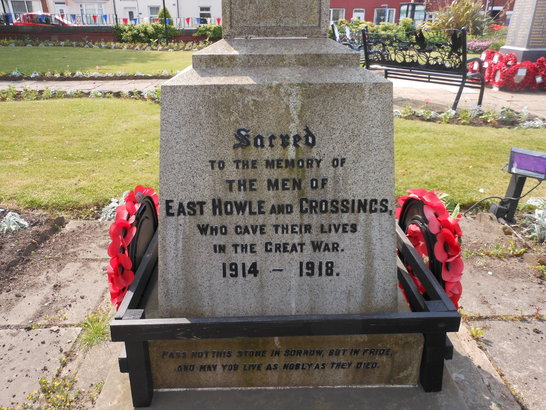 Sacred
TO THE MEMORY OF
THE MEN OF
EAST HOWLE AND CROSSINGS,
WHO GAVE THEIR LIVES
IN THE GREAT WAR.
1914 - 1918.
PASS NOT THIS STONE IN SORROW, BUT IN PRIDE,
AND MAY YOU LIVE AS NOBLY AS THEY DIED.